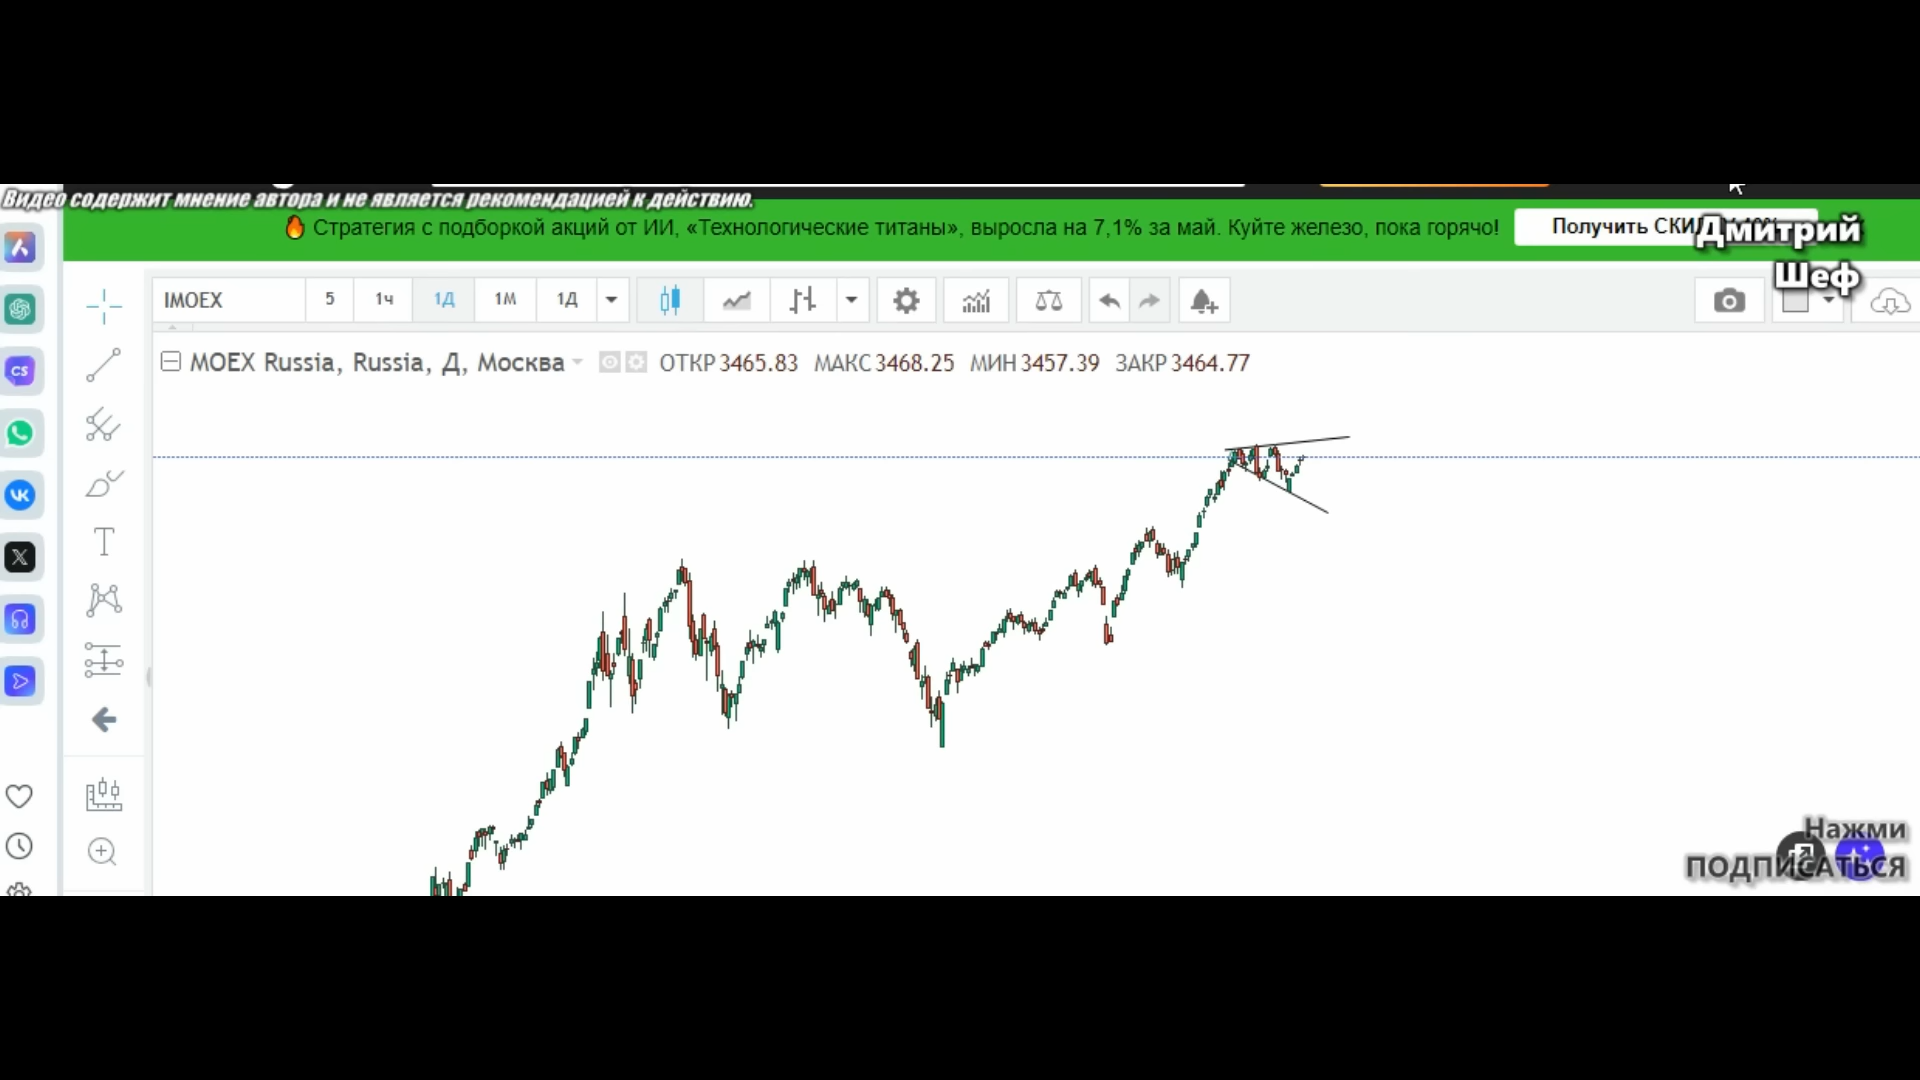 Видео содержит мнение автора и не является рекомендацией к действию.
Стратегия с подборкой акций от ИИ, «Технологические титаны», выросла на 7,1% за май. Куйте железо, пока горячо!
Получить
Дмитрий
Шеф
IMOEX 5 1ч 1Д 1М 1Д
MOEX Russia, Russia, Д, Москва ОТКР 3465.83 МАКС 3468.25 МИН 3457.39 ЗАКР 3464.77
CS
Нажми
ПОДПИСАТЬСЯ